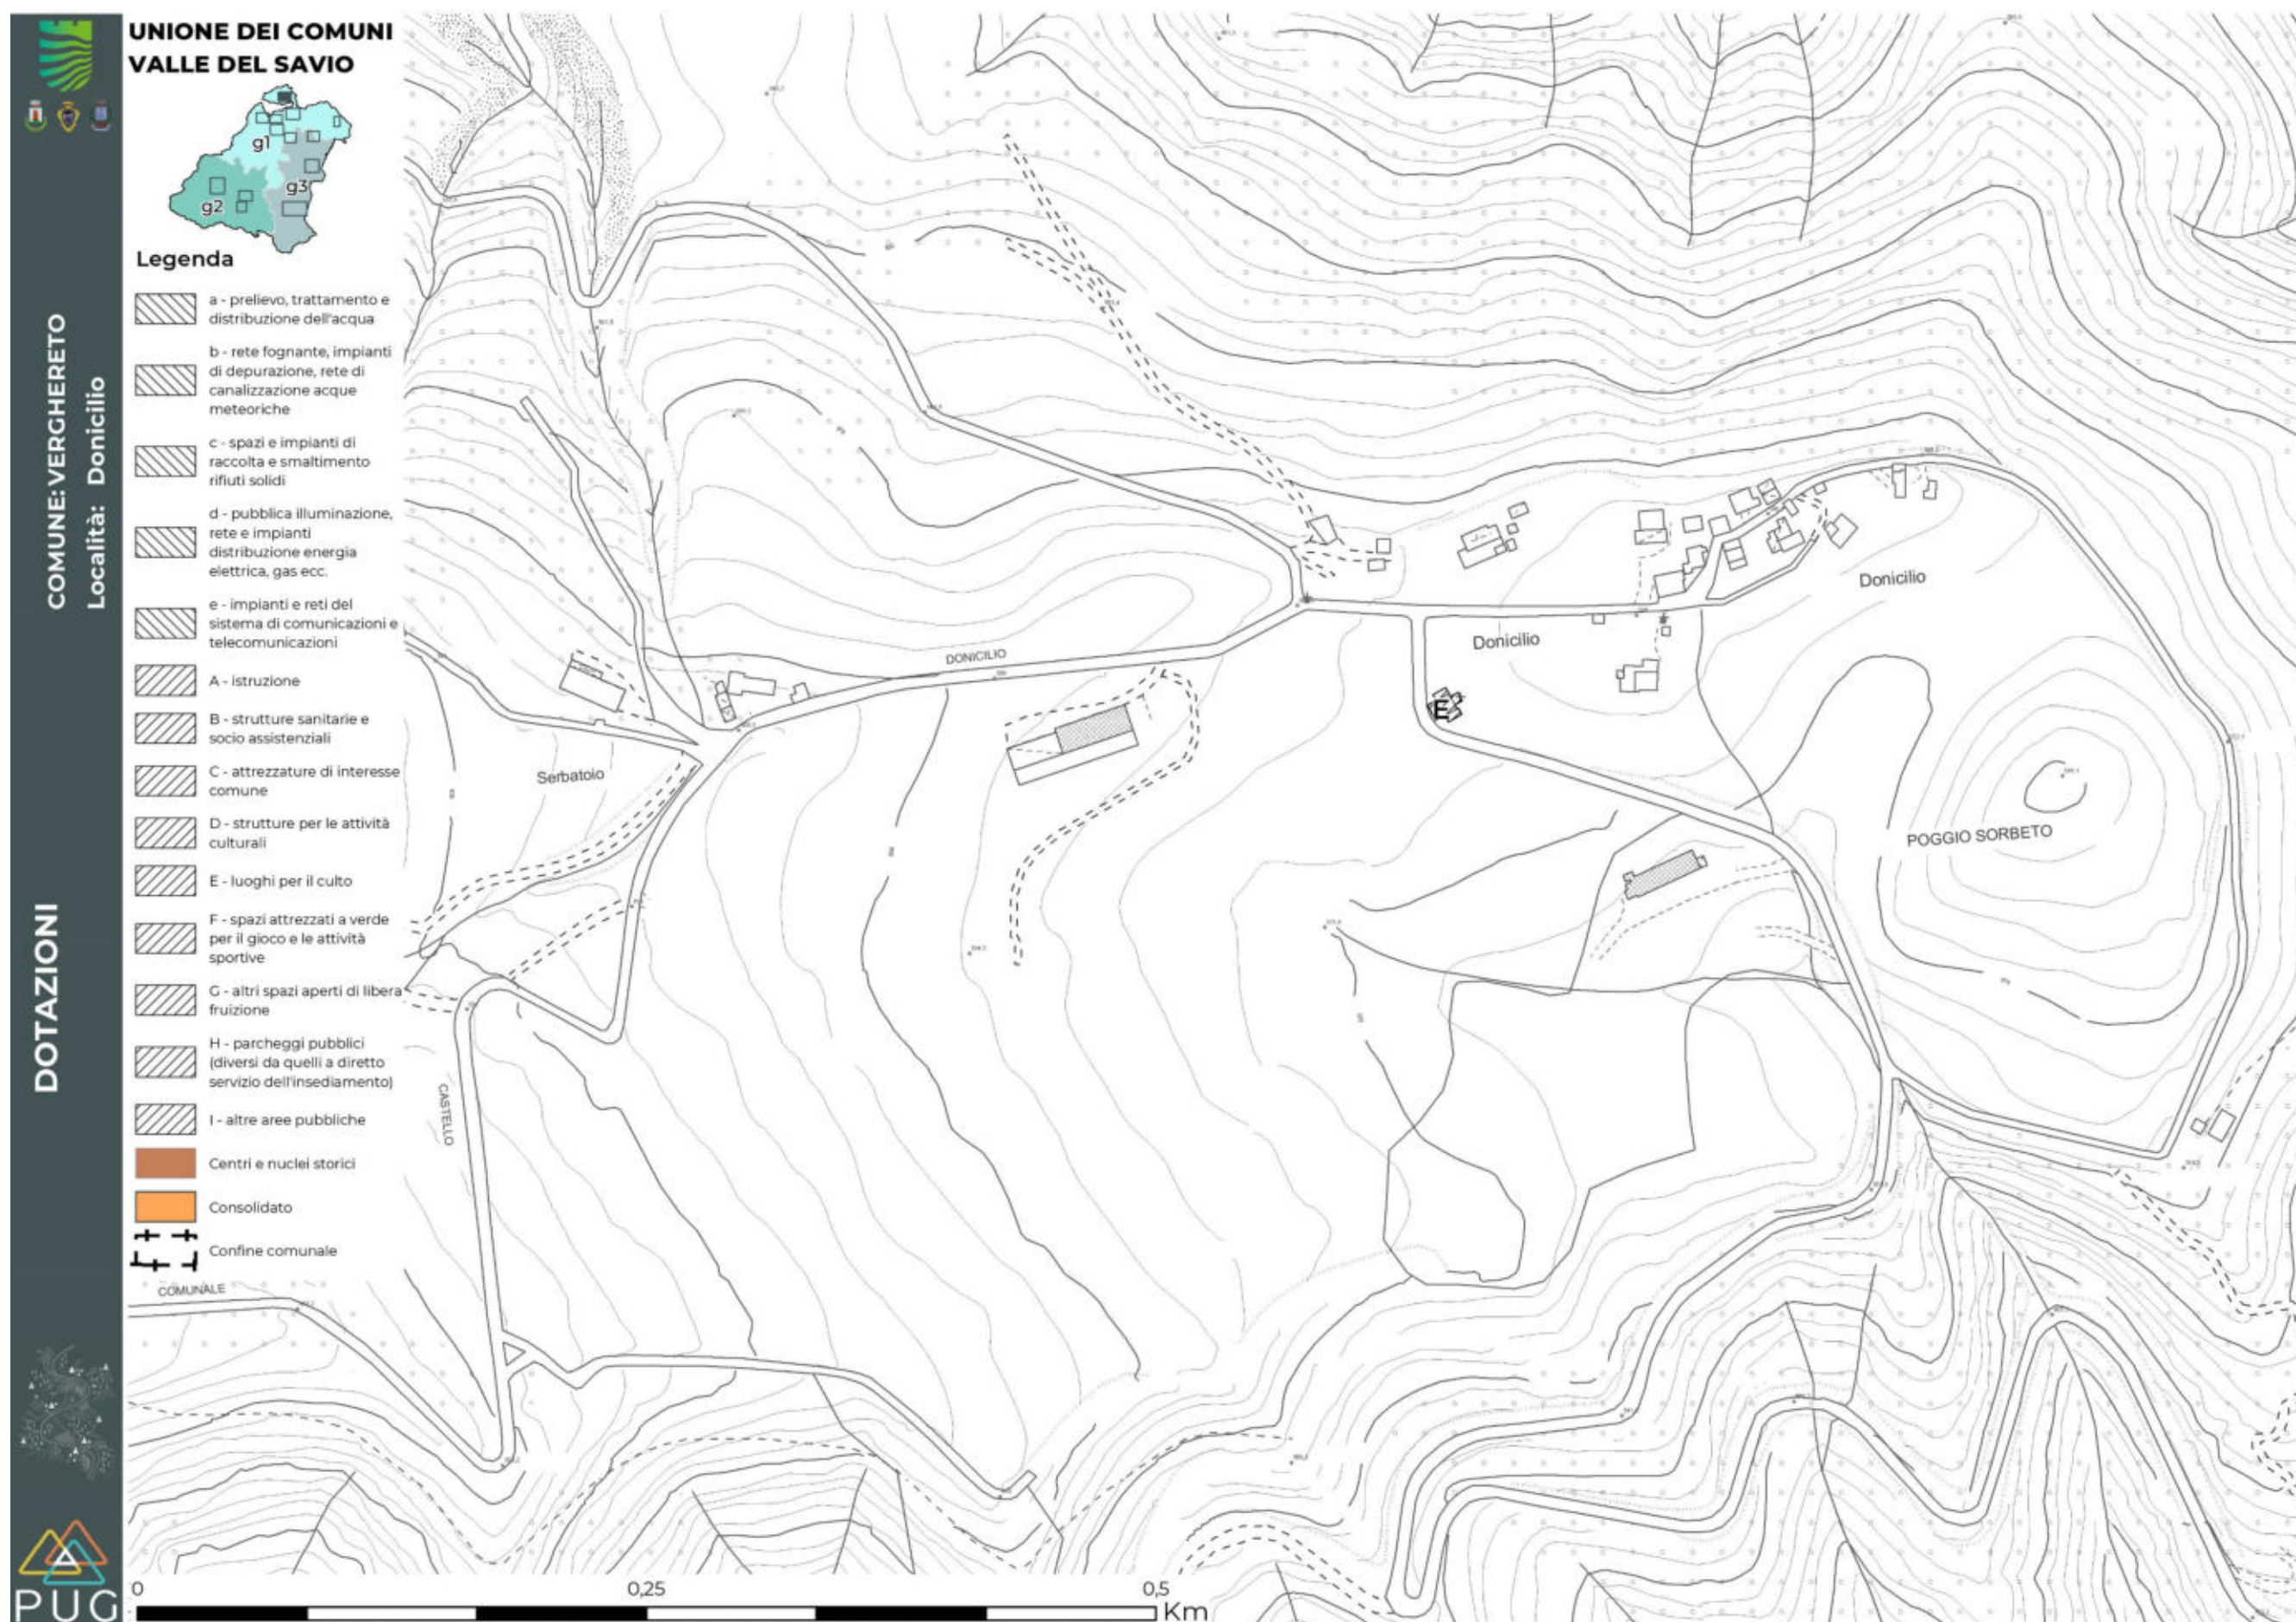 UNIONE DEI COMUNI
VALLE DEL SAVIO
g1
g3
g2
COMUNE: VERGHERETO
Località: Donicilio
DOTAZIONI
PUG
Legenda
a - prelievo, trattamento e
distribuzione dell'acqua
b - rete fognante, impianti
di depurazione, rete di
canalizzazione acque
meteoriche
c - spazi e impianti di
raccolta e smaltimento
rifiuti solidi
d - pubblica illuminazione,
rete e impianti
distribuzione energia
elettrica, gas ecc.
e - impianti e reti del
sistema di comunicazioni e
telecomunicazioni
A - istruzione
B - strutture sanitarie e
socio assistenziali
C - attrezzature di interesse
comune
D - strutture per le attività
culturali
E - luoghi per il culto
F - spazi attrezzati a verde
per il gioco e le attività
sportive
G - altri spazi aperti di libera
fruizione
H - parcheggi pubblici
(diversi da quelli a diretto
servizio dell'insediamento)
I - altre aree pubbliche
Centri e nuclei storici
Consolidato
Confine comunale
Donicilio
Donicilio
DONICILIO
E
Serbatoio
POGGIO SORBETO
CASTELLO
COMUNALE
0
0,25
0,5
Km